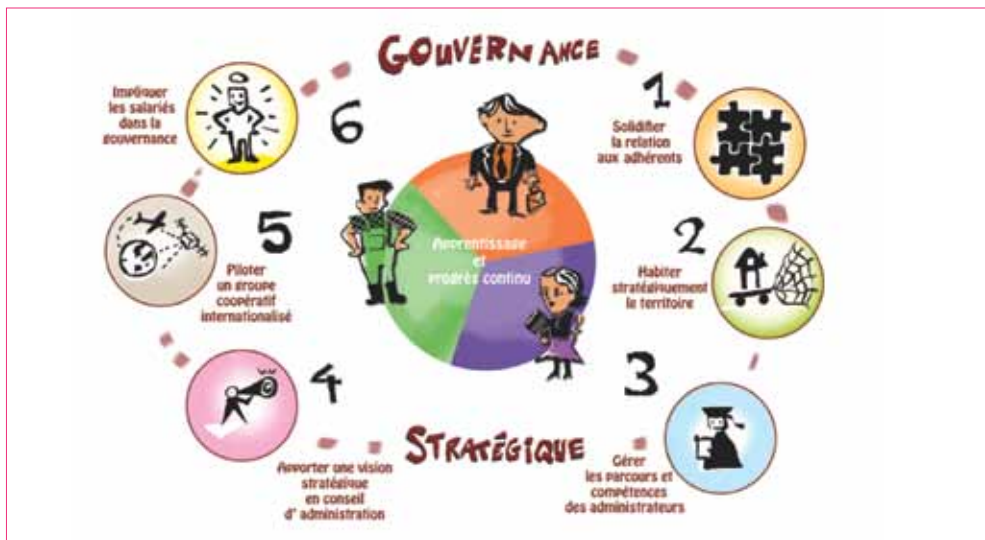 GOUVERNANCE
1
Solidifier
la relation
aux adhérents
2
Habiter
stratégiquement
le territoire
3
Gérer
les parcours et
compétences
des administrateurs
4
Apporter une vision
stratégique
en conseil
d' administration
5
Piloter
un groupe
coopératif
internationalisé
6
Impliquer
les salariés
dans la
gouvernance
Apprentissage
et
progrès continu
STRATÉGIQUE